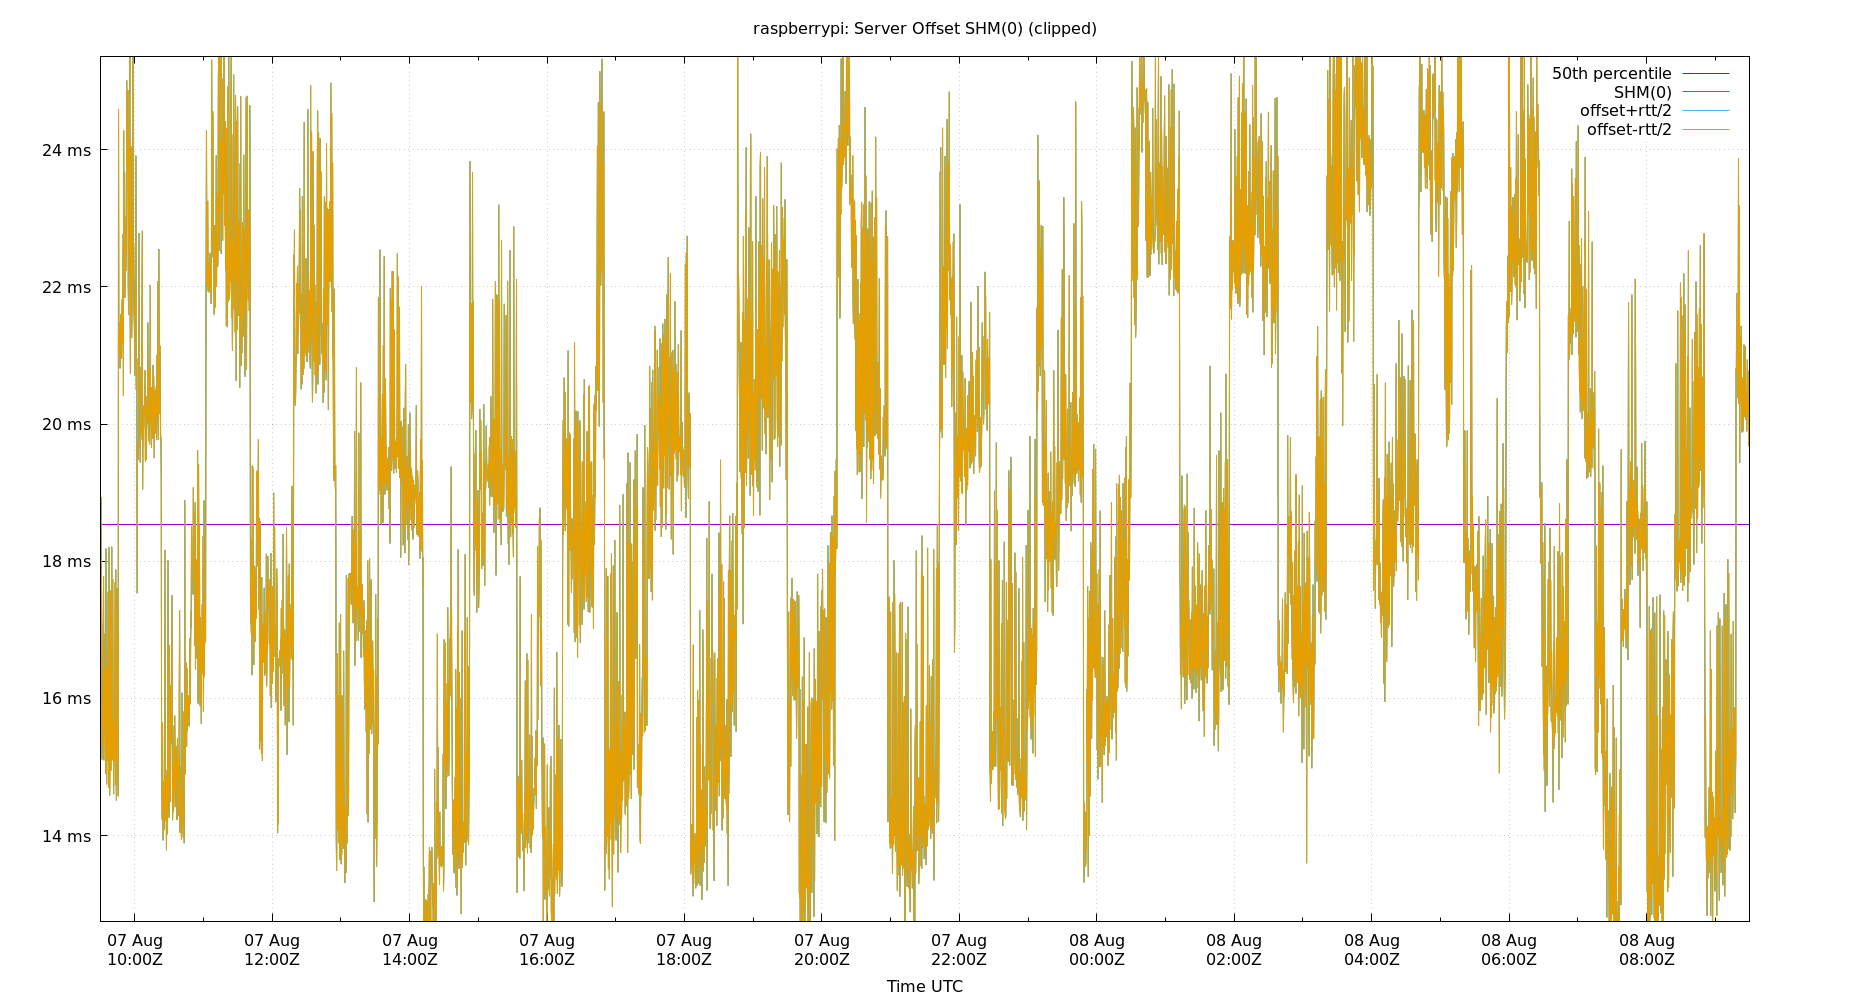 raspberrypi: Server Offset SHM(0) (clipped)
50th percentile
SHM(0)
offset+rtt/2
offset-rtt/2
24 ms
22 ms
20 ms
18 ms
16 ms
14 ms
07 Aug 07 Aug 07 Aug 07 Aug 07 Aug 07 Aug 07 Aug 08 Aug 08 Aug 08 Aug 08 Aug 08 Aug
10:00Z 12:00Z 14:00Z 16:00Z 18:00Z 20:00Z 22:00Z 00:00Z 02:00Z 04:00Z 06:00Z 08:00Z
Time UTC